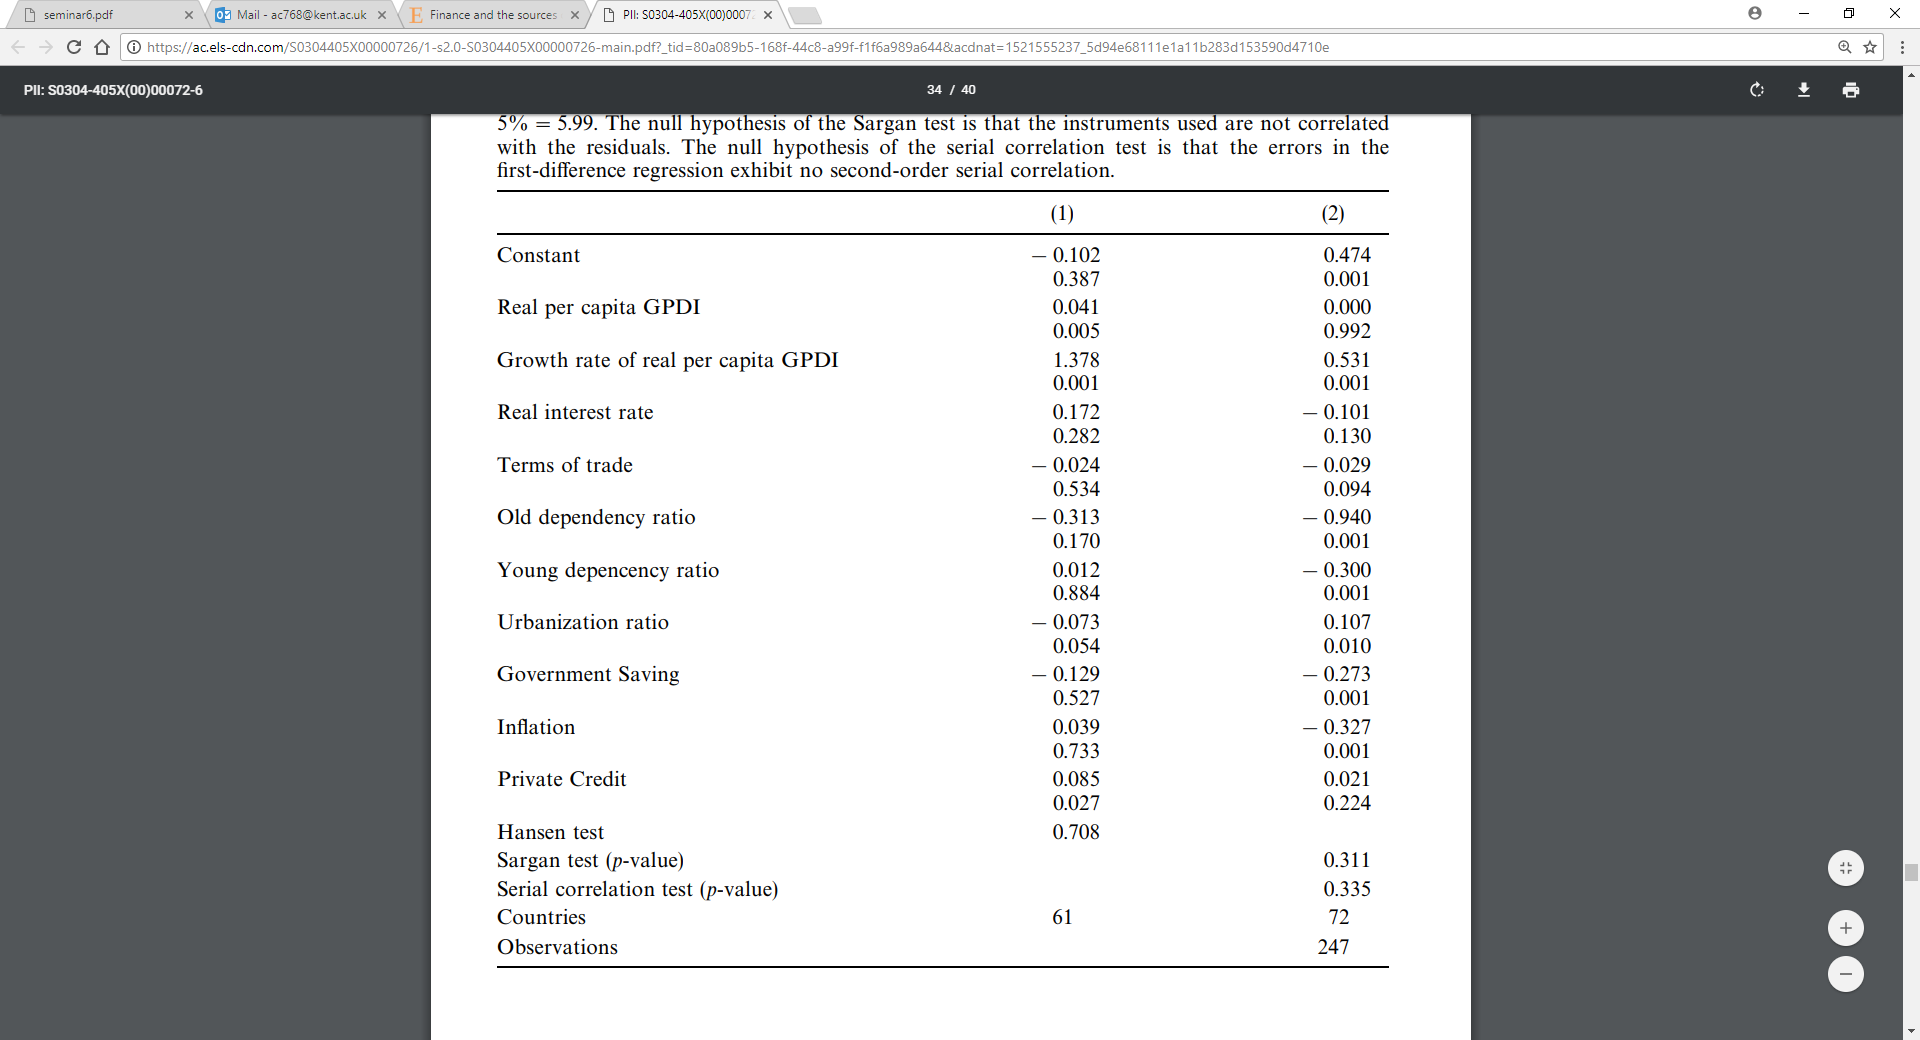 seminar6.pdf
Mail - ac768@kent.ac.uk
Finance and the sources
PII: S0304-405X(00)0007
https://ac.els-cdn.com/S0304405X00000726/1-s2.0-S0304405X00000726-main.pdf?_tid=80a089b5-168f-44c8-a99f-f1f6a989a644&acdnat=1521555237_5d94e68111e1a11b283d153590d4710e
PII: S0304-405X(00)00072-6
34 / 40
5% = 5.99. The null hypothesis of the Sargan test is that the instruments used are not correlated
with the residuals. The null hypothesis of the serial correlation test is that the errors in the
first-difference regression exhibit no second-order serial correlation.
(1) (2)
Constant − 0.102 0.474
0.387 0.001
Real per capita GPDI 0.041 0.000
0.005 0.992
Growth rate of real per capita GPDI 1.378 0.531
0.001 0.001
Real interest rate 0.172 − 0.101
0.282 0.130
Terms of trade − 0.024 − 0.029
0.534 0.094
Old dependency ratio − 0.313 − 0.940
0.170 0.001
Young depencency ratio 0.012 − 0.300
0.884 0.001
Urbanization ratio − 0.073 0.107
0.054 0.010
Government Saving − 0.129 − 0.273
0.527 0.001
Inflation 0.039 − 0.327
0.733 0.001
Private Credit 0.085 0.021
0.027 0.224
Hansen test 0.708
Sargan test (p-value) 0.311
Serial correlation test (p-value) 0.335
Countries 61 72
Observations 247